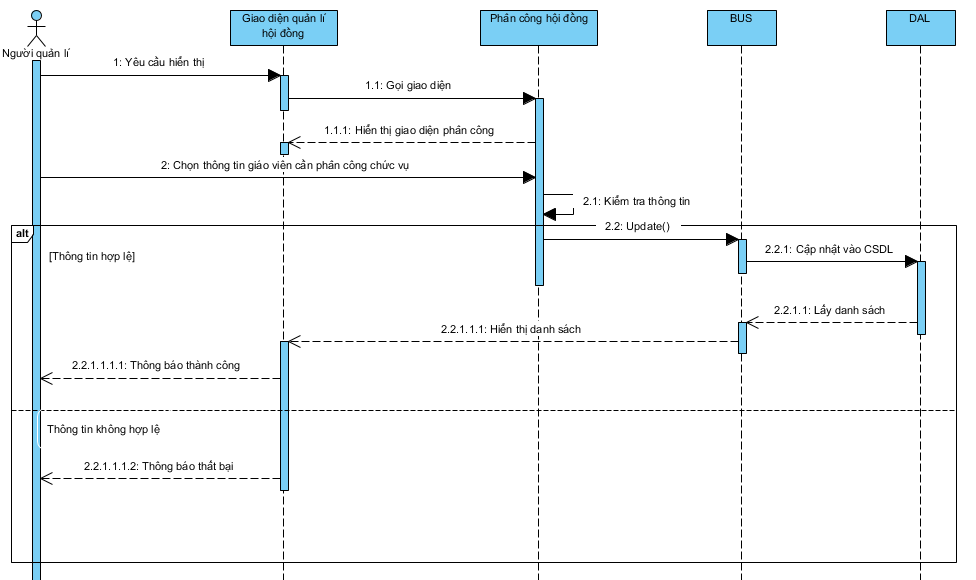 Giao diện quản lí
hội đồng
Phân công hội đồng
BUS
DAL
Người quản lí
1: Yêu cầu hiển thị
1.1: Gọi giao diện
1.1.1: Hiển thị giao diện phân công
2: Chọn thông tin giáo viên cần phân công chức vụ
2.1: Kiểm tra thông tin
alt
2.2: Update()
[Thông tin hợp lệ]
2.2.1: Cập nhật vào CSDL
2.2.1.1: Lấy danh sách
2.2.1.1.1: Hiển thị danh sách
2.2.1.1.1.1: Thông báo thành công
Thông tin không hợp lệ
2.2.1.1.1.2: Thông báo thất bại